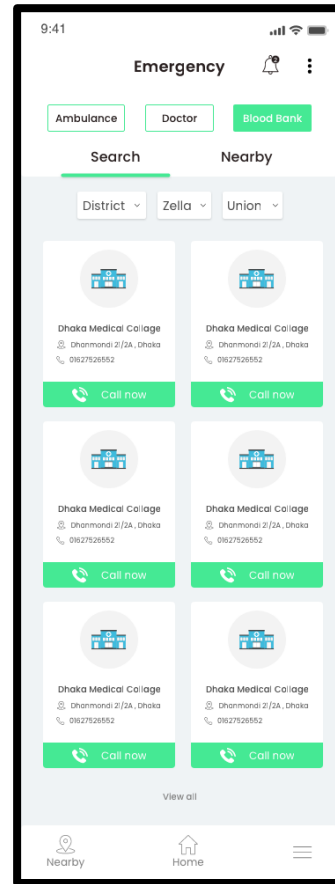 9:41
Emergency
Ambulance Doctor Blood Bank
Search Nearby
District Zella Union
Dhaka Medical Collage Dhaka Medical Collage
Dhanmondi 21/2A , Dhaka Dhanmondi 21/2A , Dhaka
01627526552 01627526552
Call now Call now
Dhaka Medical Collage Dhaka Medical Collage
Dhanmondi 21/2A , Dhaka Dhanmondi 21/2A , Dhaka
01627526552 01627526552
Call now Call now
Dhaka Medical Collage Dhaka Medical Collage
Dhanmondi 21/2A , Dhaka Dhanmondi 21/2A , Dhaka
01627526552 01627526552
Call now Call now
View all
Nearby Home